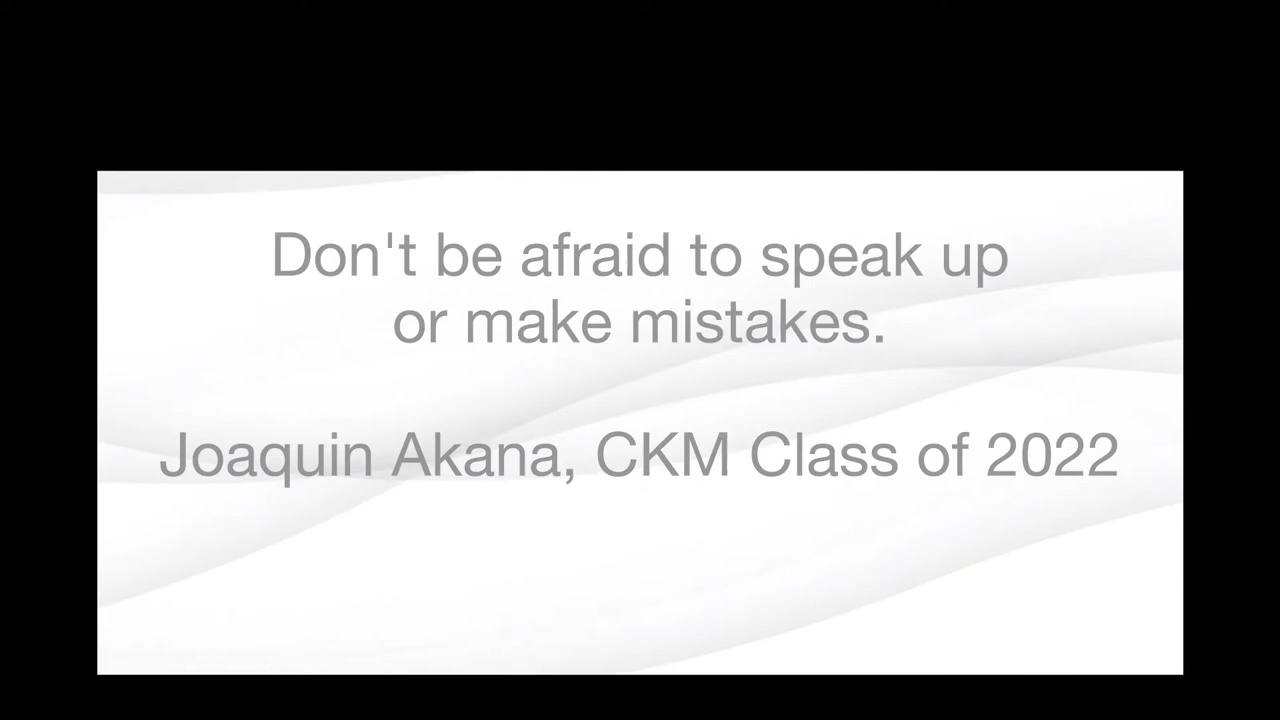 Don't be afraid to speak up
or make mistakes.
Joaquin Akana, CKM Class of 2022